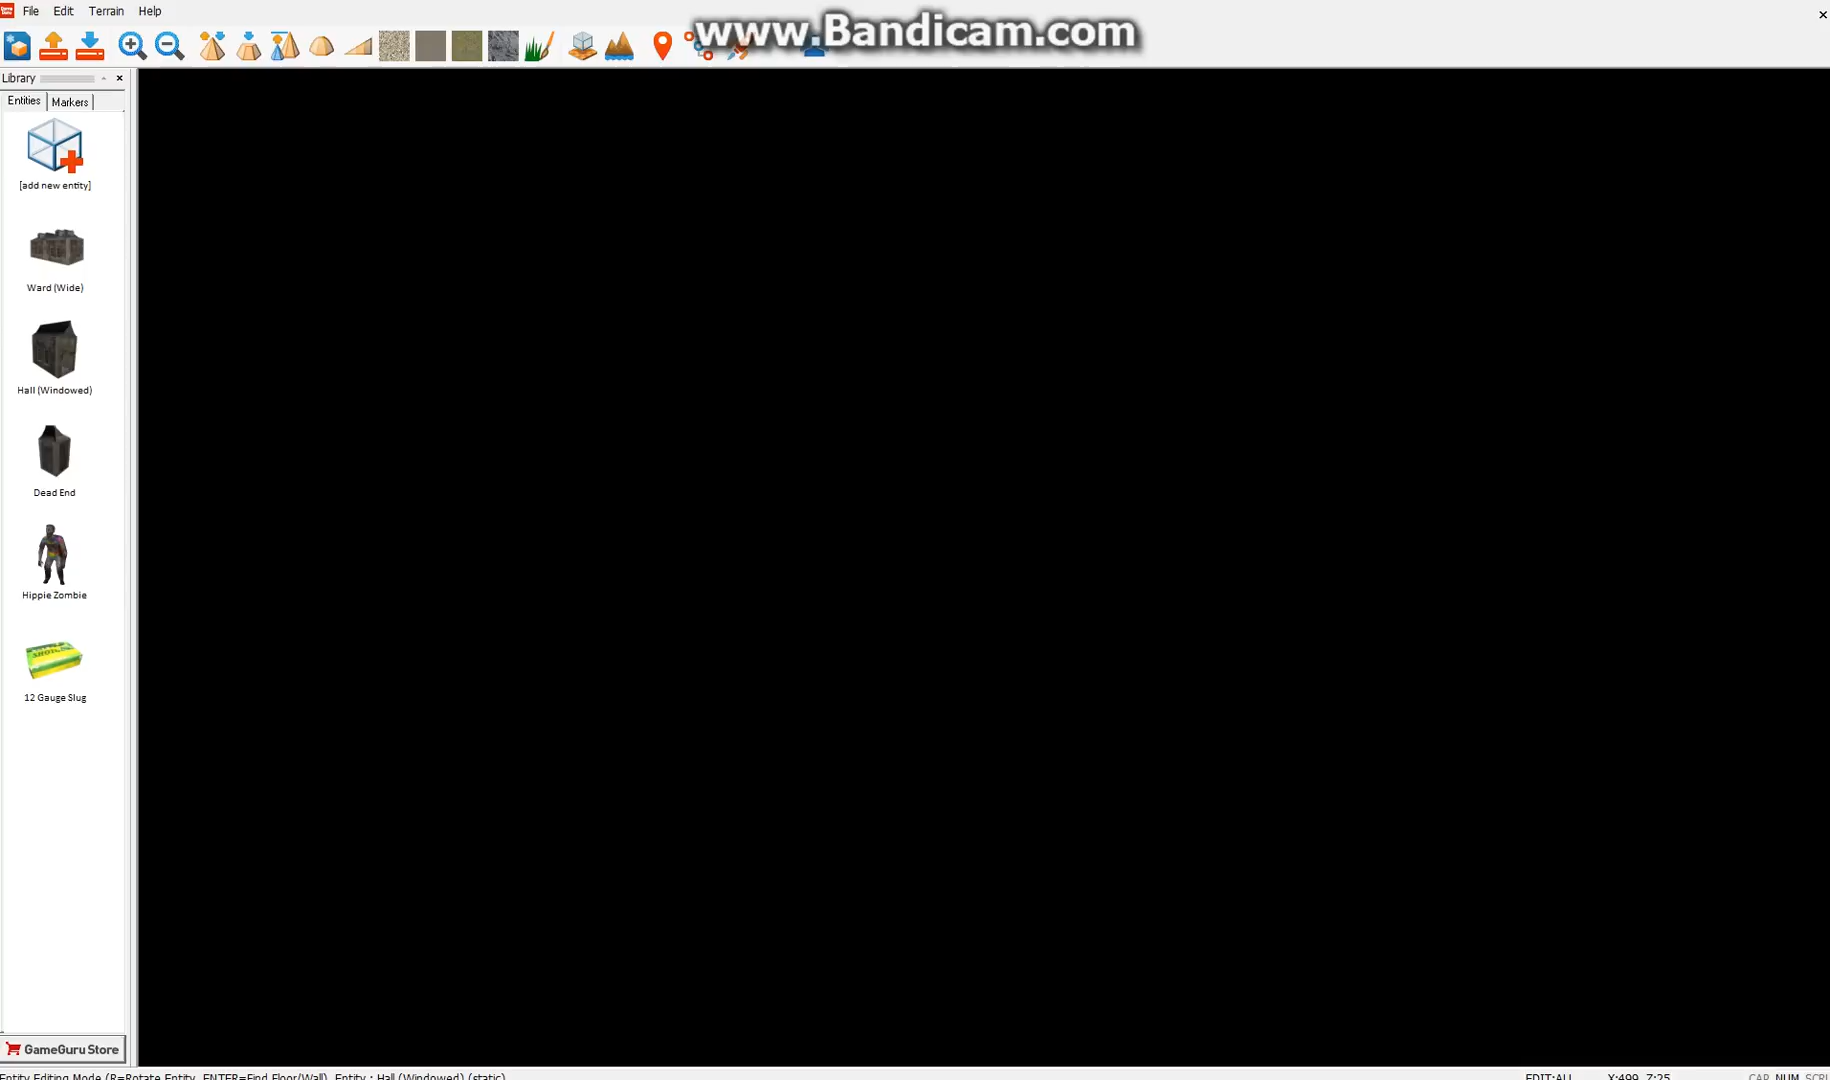 File Edit Terrain Help
www.Bandicam.com
Library
Entities Markers
[add new entity]
Ward (Wide)
Hall (Windowed)
Dead End
Hippie Zombie
12 Gauge Slug
GameGuru Store
Entity Editing Mode (R=Rotate Entity, ENTER=Find Floor/Wall) Entity : Hall (Windowed) (static) EDIT:ALL X:499 Z:25 CAP NUM SCRL